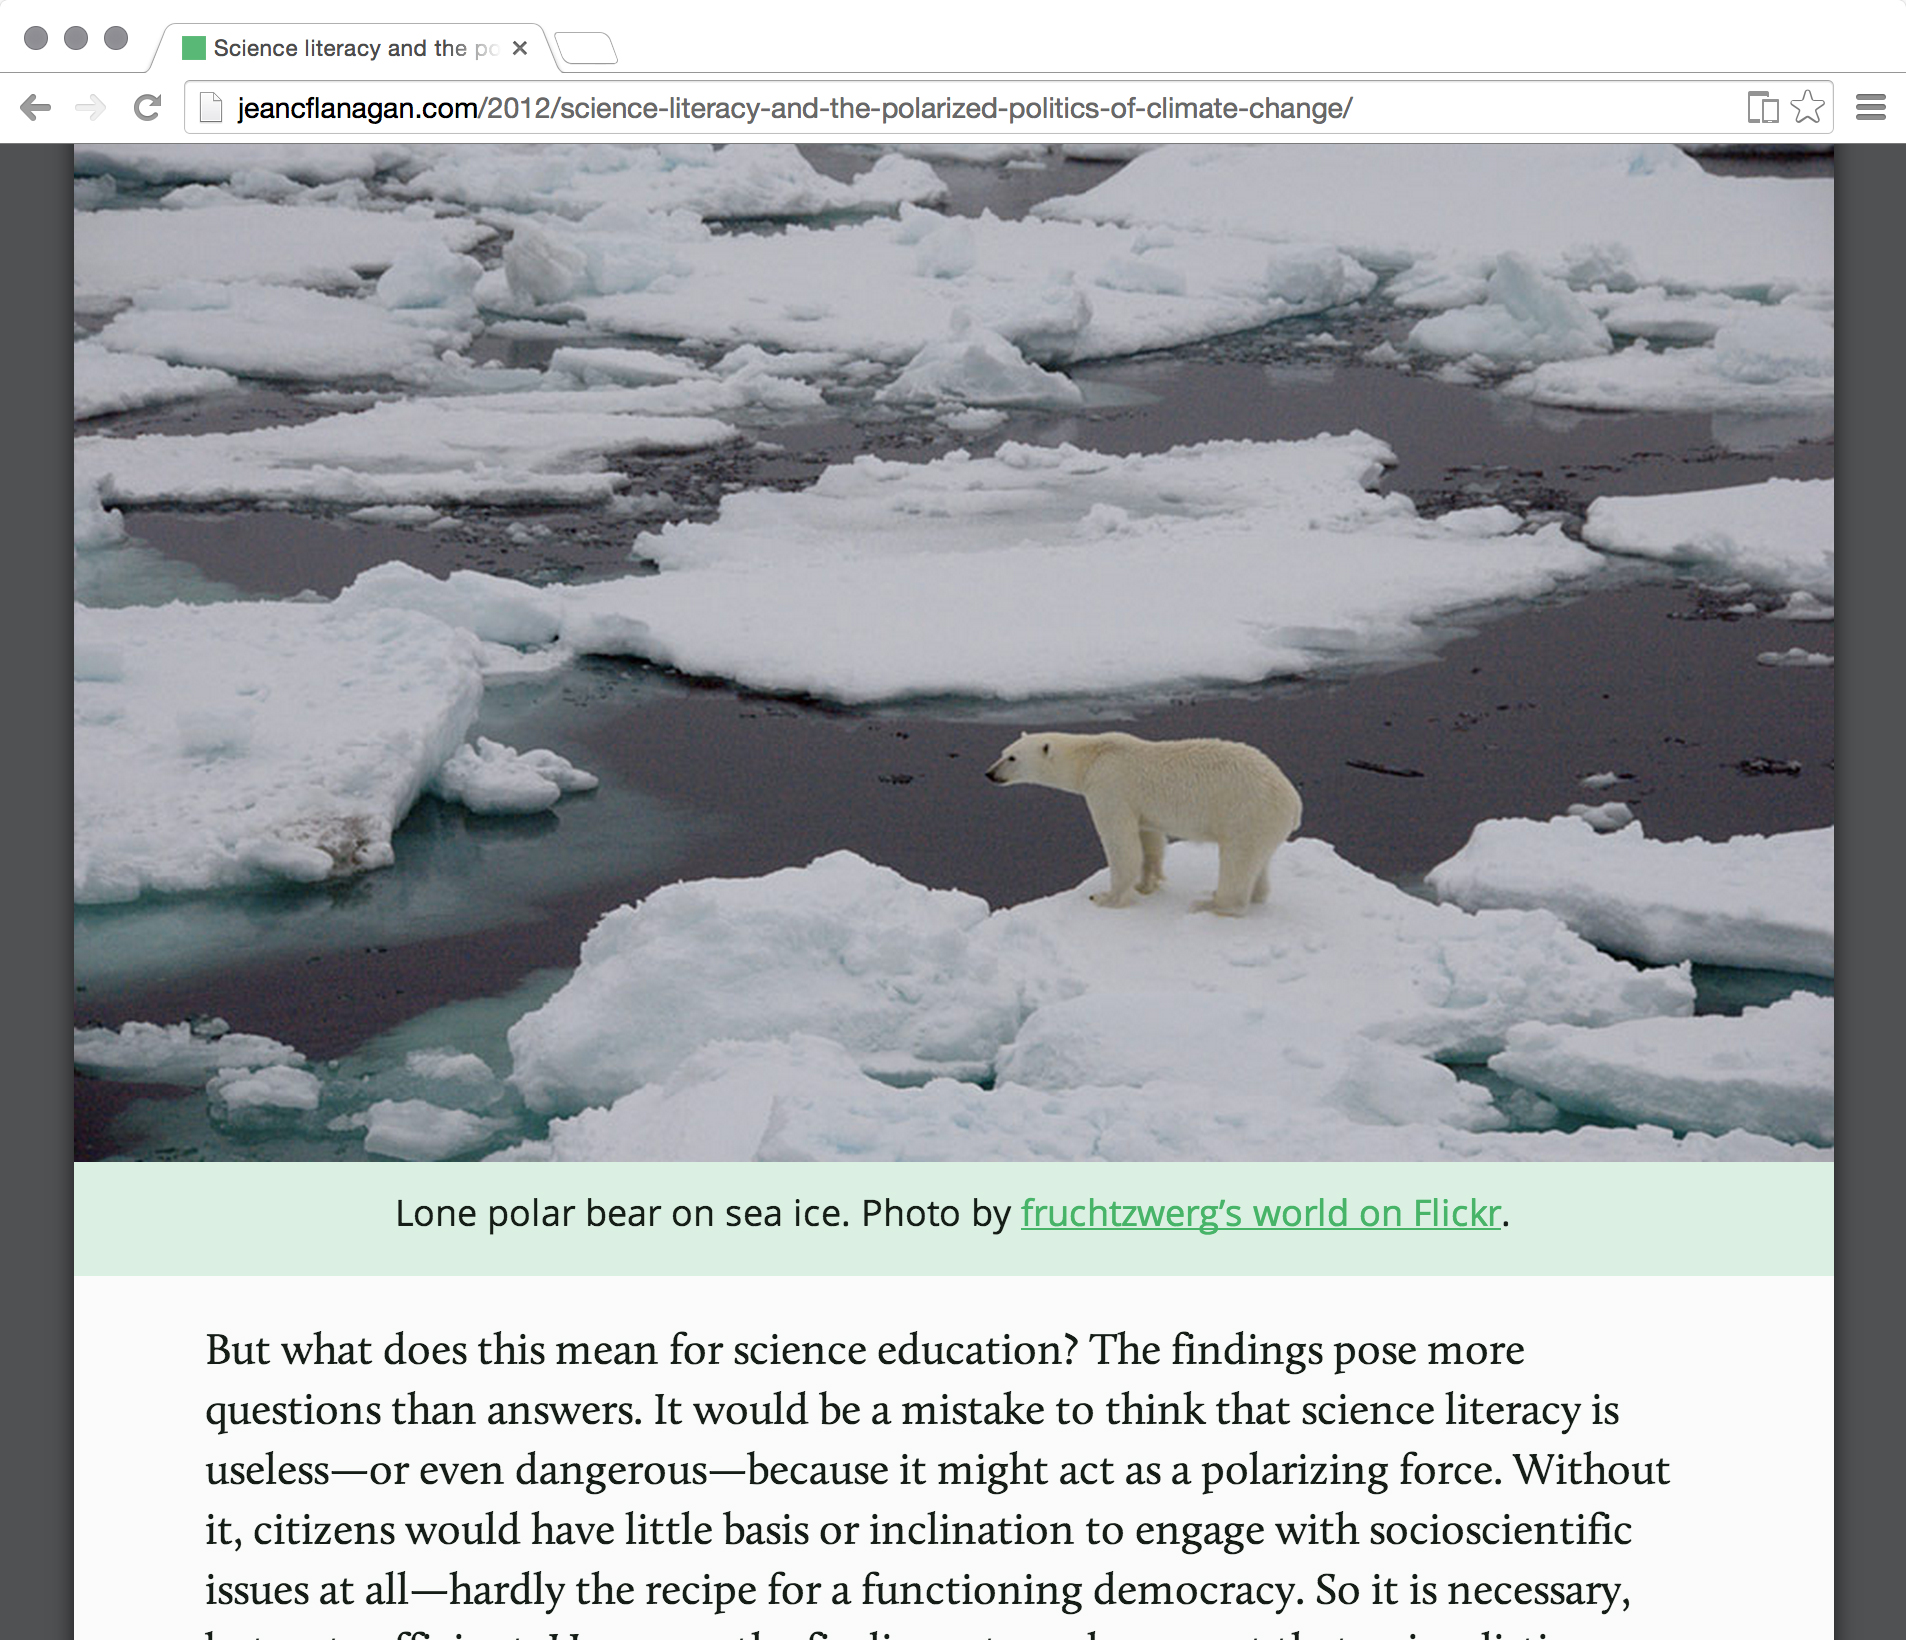 Science literacy and the po
jeancflanagan.com/2012/science-literacy-and-the-polarized-politics-of-climate-change/
Lone polar bear on sea ice. Photo by fruchtzwerg’s world on Flickr.
But what does this mean for science education? The findings pose more
questions than answers. It would be a mistake to think that science literacy is
useless—or even dangerous—because it might act as a polarizing force. Without
it, citizens would have little basis or inclination to engage with socioscientific
issues at all—hardly the recipe for a functioning democracy. So it is necessary,